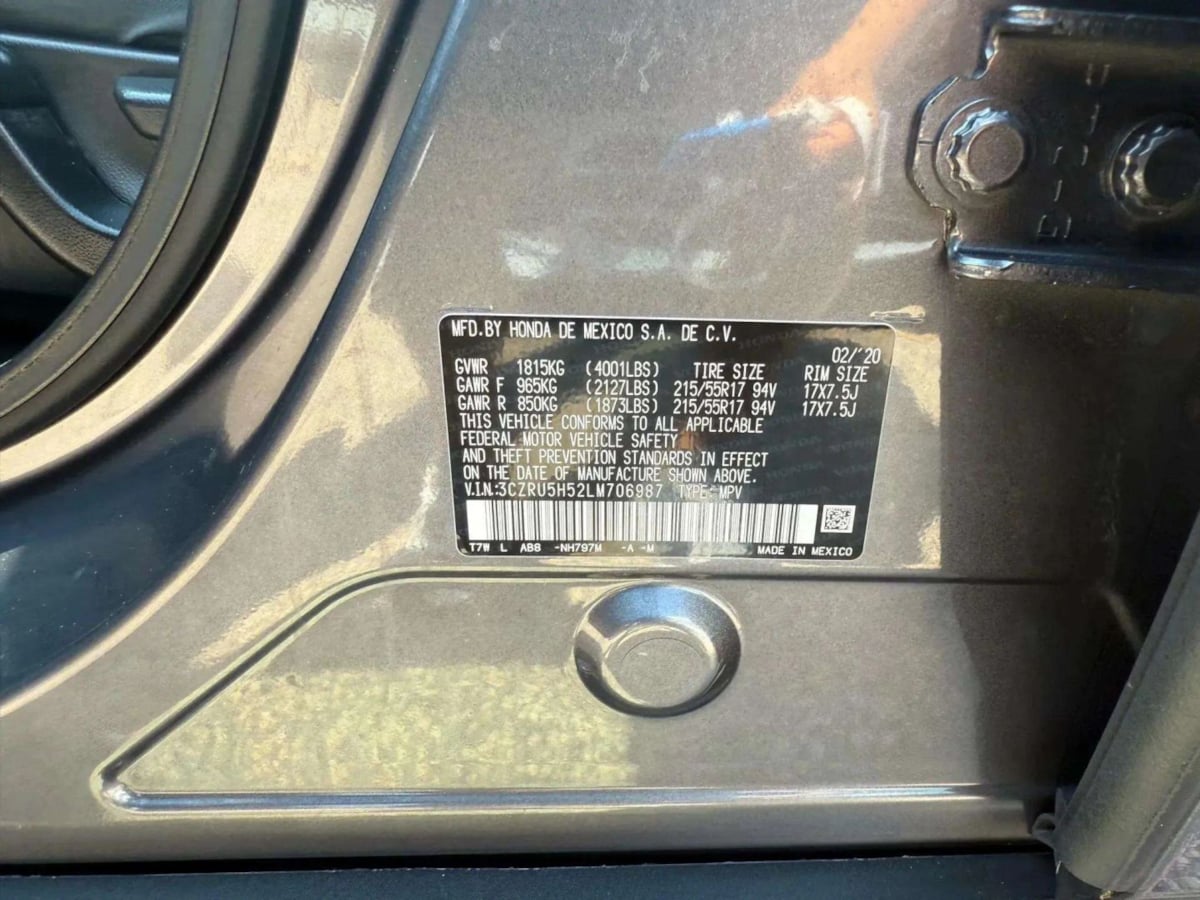 MFD.BY HONDA DE MEXICO S.A. DE C.V.
02/'20
GVWR 1815KG (4001LBS) TIRE SIZE RIM SIZE
GAWR F 965KG (2127LBS) 215/55R17 94V 17X7.5J
GAWR R 850KG (1873LBS) 215/55R17 94V 17X7.5J
THIS VEHICLE CONFORMS TO ALL APPLICABLE
FEDERAL MOTOR VEHICLE SAFETY
AND THEFT PREVENTION STANDARDS IN EFFECT
ON THE DATE OF MANUFACTURE SHOWN ABOVE.
V.I.N:3CZRU5H52LM706987 TYPE:MPV
T7W L AB8 -NH797M -A -M MADE IN MEXICO